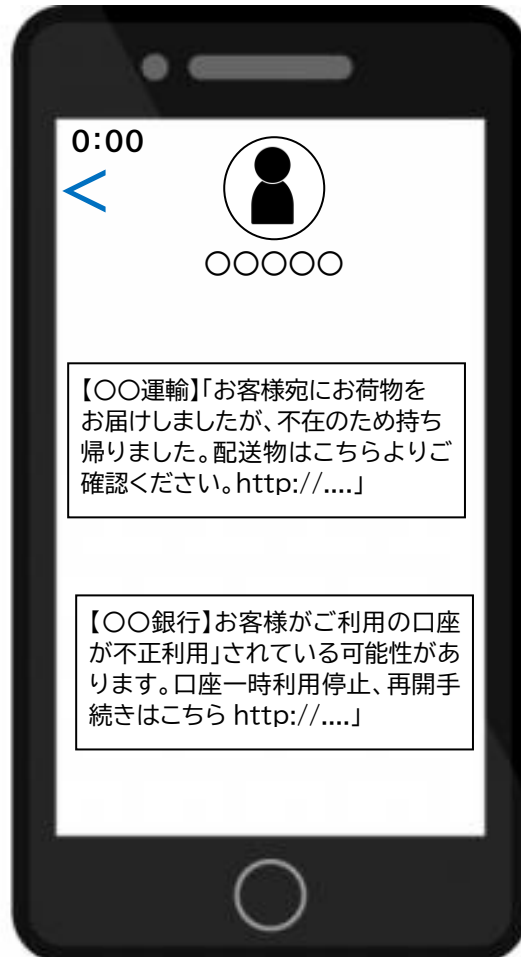 0:00
<
○○○○○
【○○運輸】「お客様宛にお荷物を
お届けしましたが、不在のため持ち
帰りました。配送物はこちらよりご
確認ください。http://....」
【○○銀行】お客様がご利用の口座
が不正利用」されている可能性があ
ります。口座一時利用停止、再開手
続きはこちら http://....」